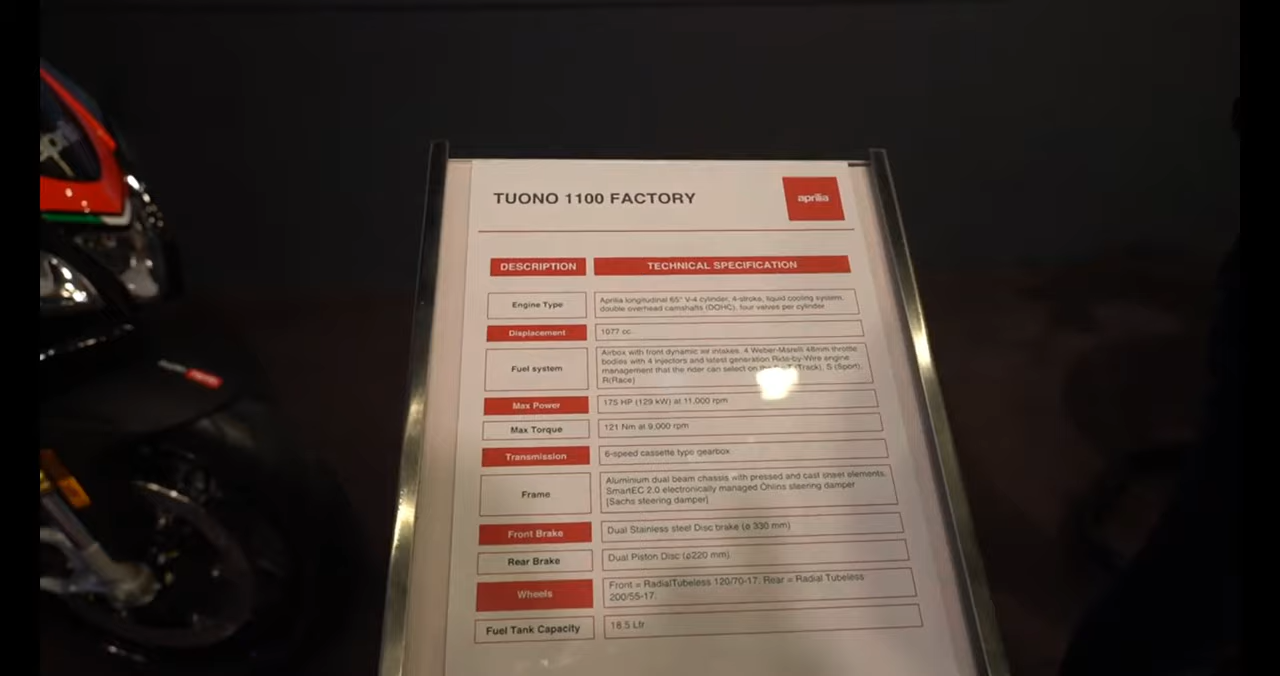 TUONO 1100 FACTORY
aprilia
DESCRIPTION
TECHNICAL SPECIFICATION
Engine Type
Aprilia longitudinal 65° V-4 cylinder, 4-stroke, liquid cooling system,
double overhead camshafts (DOHC), four valves per cylinder
Displacement
1077 cc
Fuel system
Airbox with front dynamic air intakes. 4 Weber-Marelli 48mm throttle
bodies with 4 injectors and latest generation Ride-by-Wire engine
management that the rider can select on (Track), S (Sport),
R(Race)
Max Power
175 HP (129 kW) at 11,000 rpm
Max Torque
121 Nm at 9,000 rpm
Transmission
6-speed cassette type gearbox
Frame
Aluminium dual beam chassis with pressed and cast sheet elements.
SmartEC 2.0 electronically managed Öhlins steering damper
[Sachs steering damper]
Front Brake
Dual Stainless steel Disc brake (ø 330 mm)
Rear Brake
Dual Piston Disc (ø220 mm)
Wheels
Front = RadialTubeless 120/70-17. Rear = Radial Tubeless
200/55-17.
Fuel Tank Capacity
18.5 Ltr